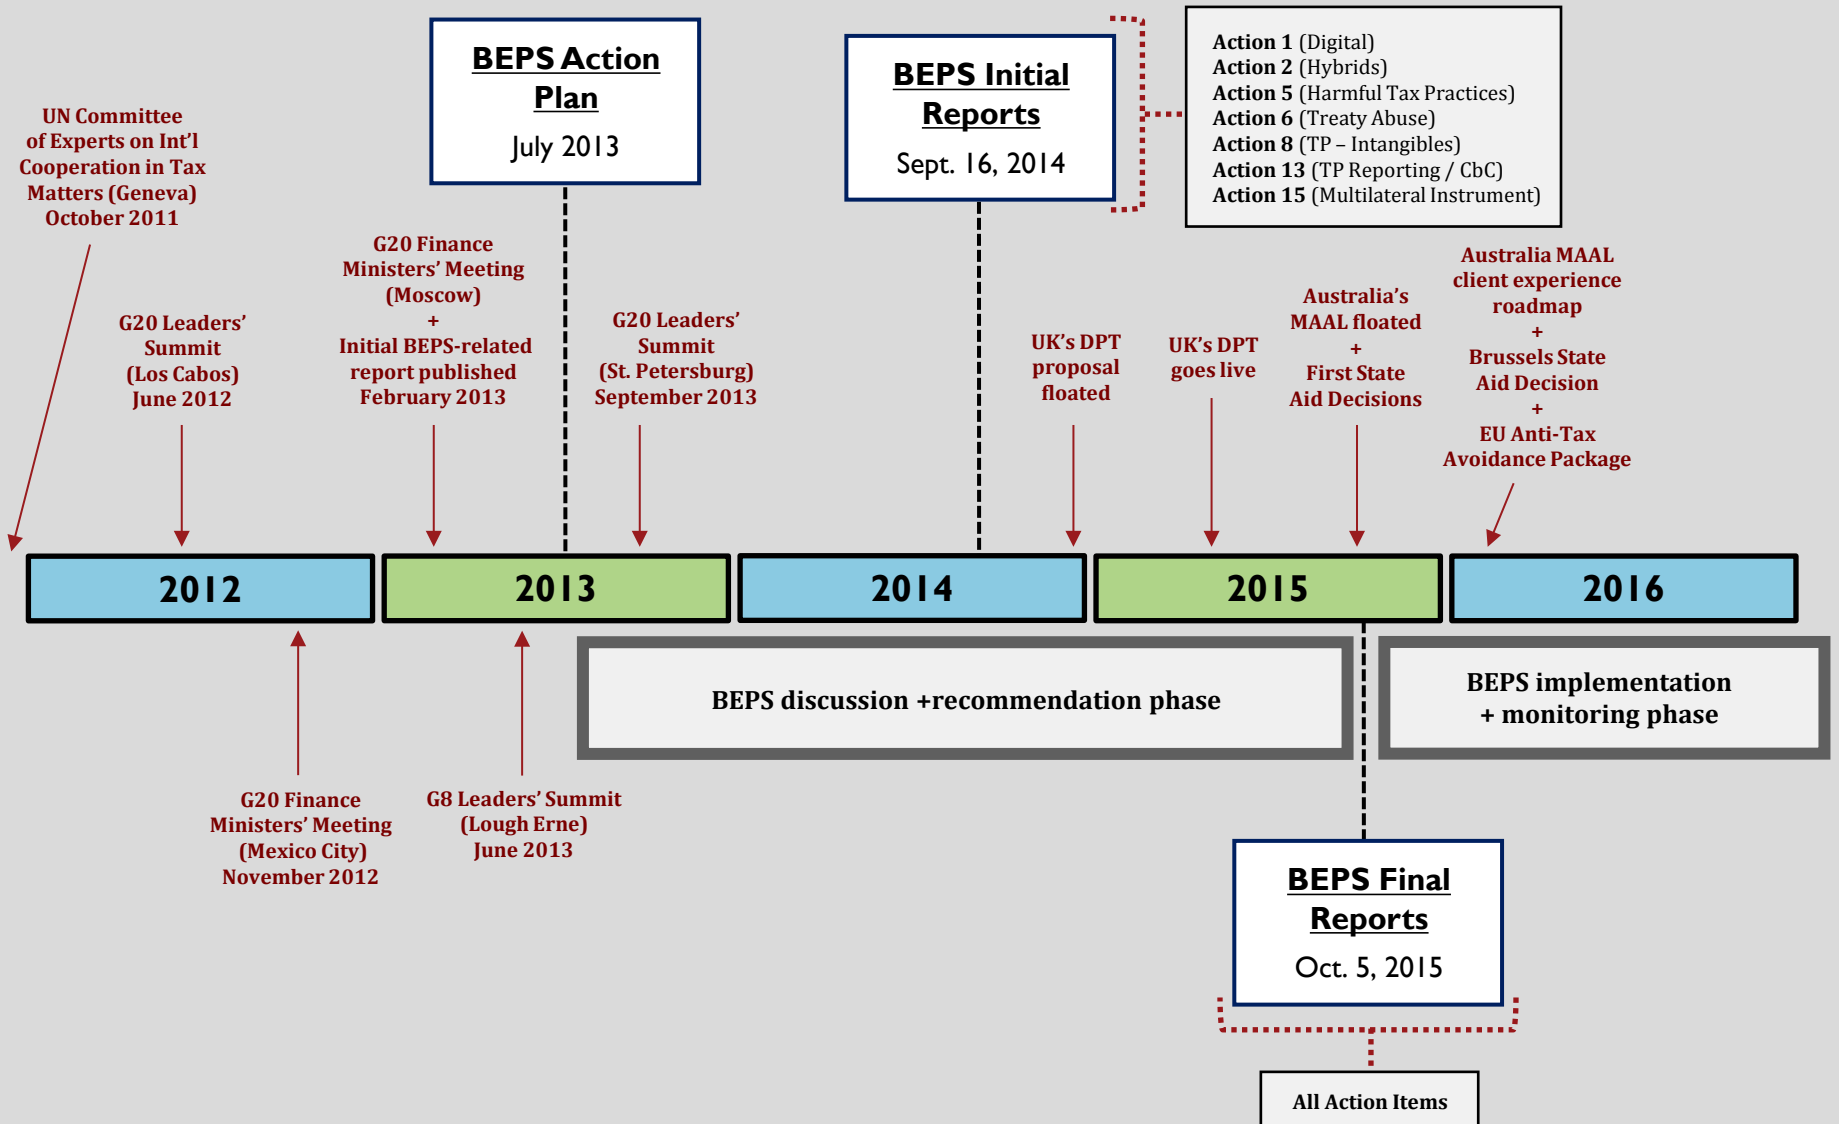 UN Committee
of Experts on Int’l
Cooperation in Tax
Matters (Geneva)
October 2011
G20 Leaders’
Summit
(Los Cabos)
June 2012
G20 Finance
Ministers’ Meeting
(Moscow)
+
Initial BEPS-related
report published
February 2013
BEPS Action
Plan
July 2013
G20 Leaders’
Summit
(St. Petersburg)
September 2013
BEPS Initial
Reports
Sept. 16, 2014
Action 1 (Digital)
Action 2 (Hybrids)
Action 5 (Harmful Tax Practices)
Action 6 (Treaty Abuse)
Action 8 (TP – Intangibles)
Action 13 (TP Reporting / CbC)
Action 15 (Multilateral Instrument)
UK’s DPT
proposal
floated
UK’s DPT
goes live
Australia’s
MAAL floated
+
First State
Aid Decisions
Australia MAAL
client experience
roadmap
+
Brussels State
Aid Decision
+
EU Anti-Tax
Avoidance Package
2012
2013
2014
2015
2016
BEPS discussion +recommendation phase
BEPS implementation
+ monitoring phase
G20 Finance
Ministers’ Meeting
(Mexico City)
November 2012
G8 Leaders’ Summit
(Lough Erne)
June 2013
BEPS Final
Reports
Oct. 5, 2015
All Action Items